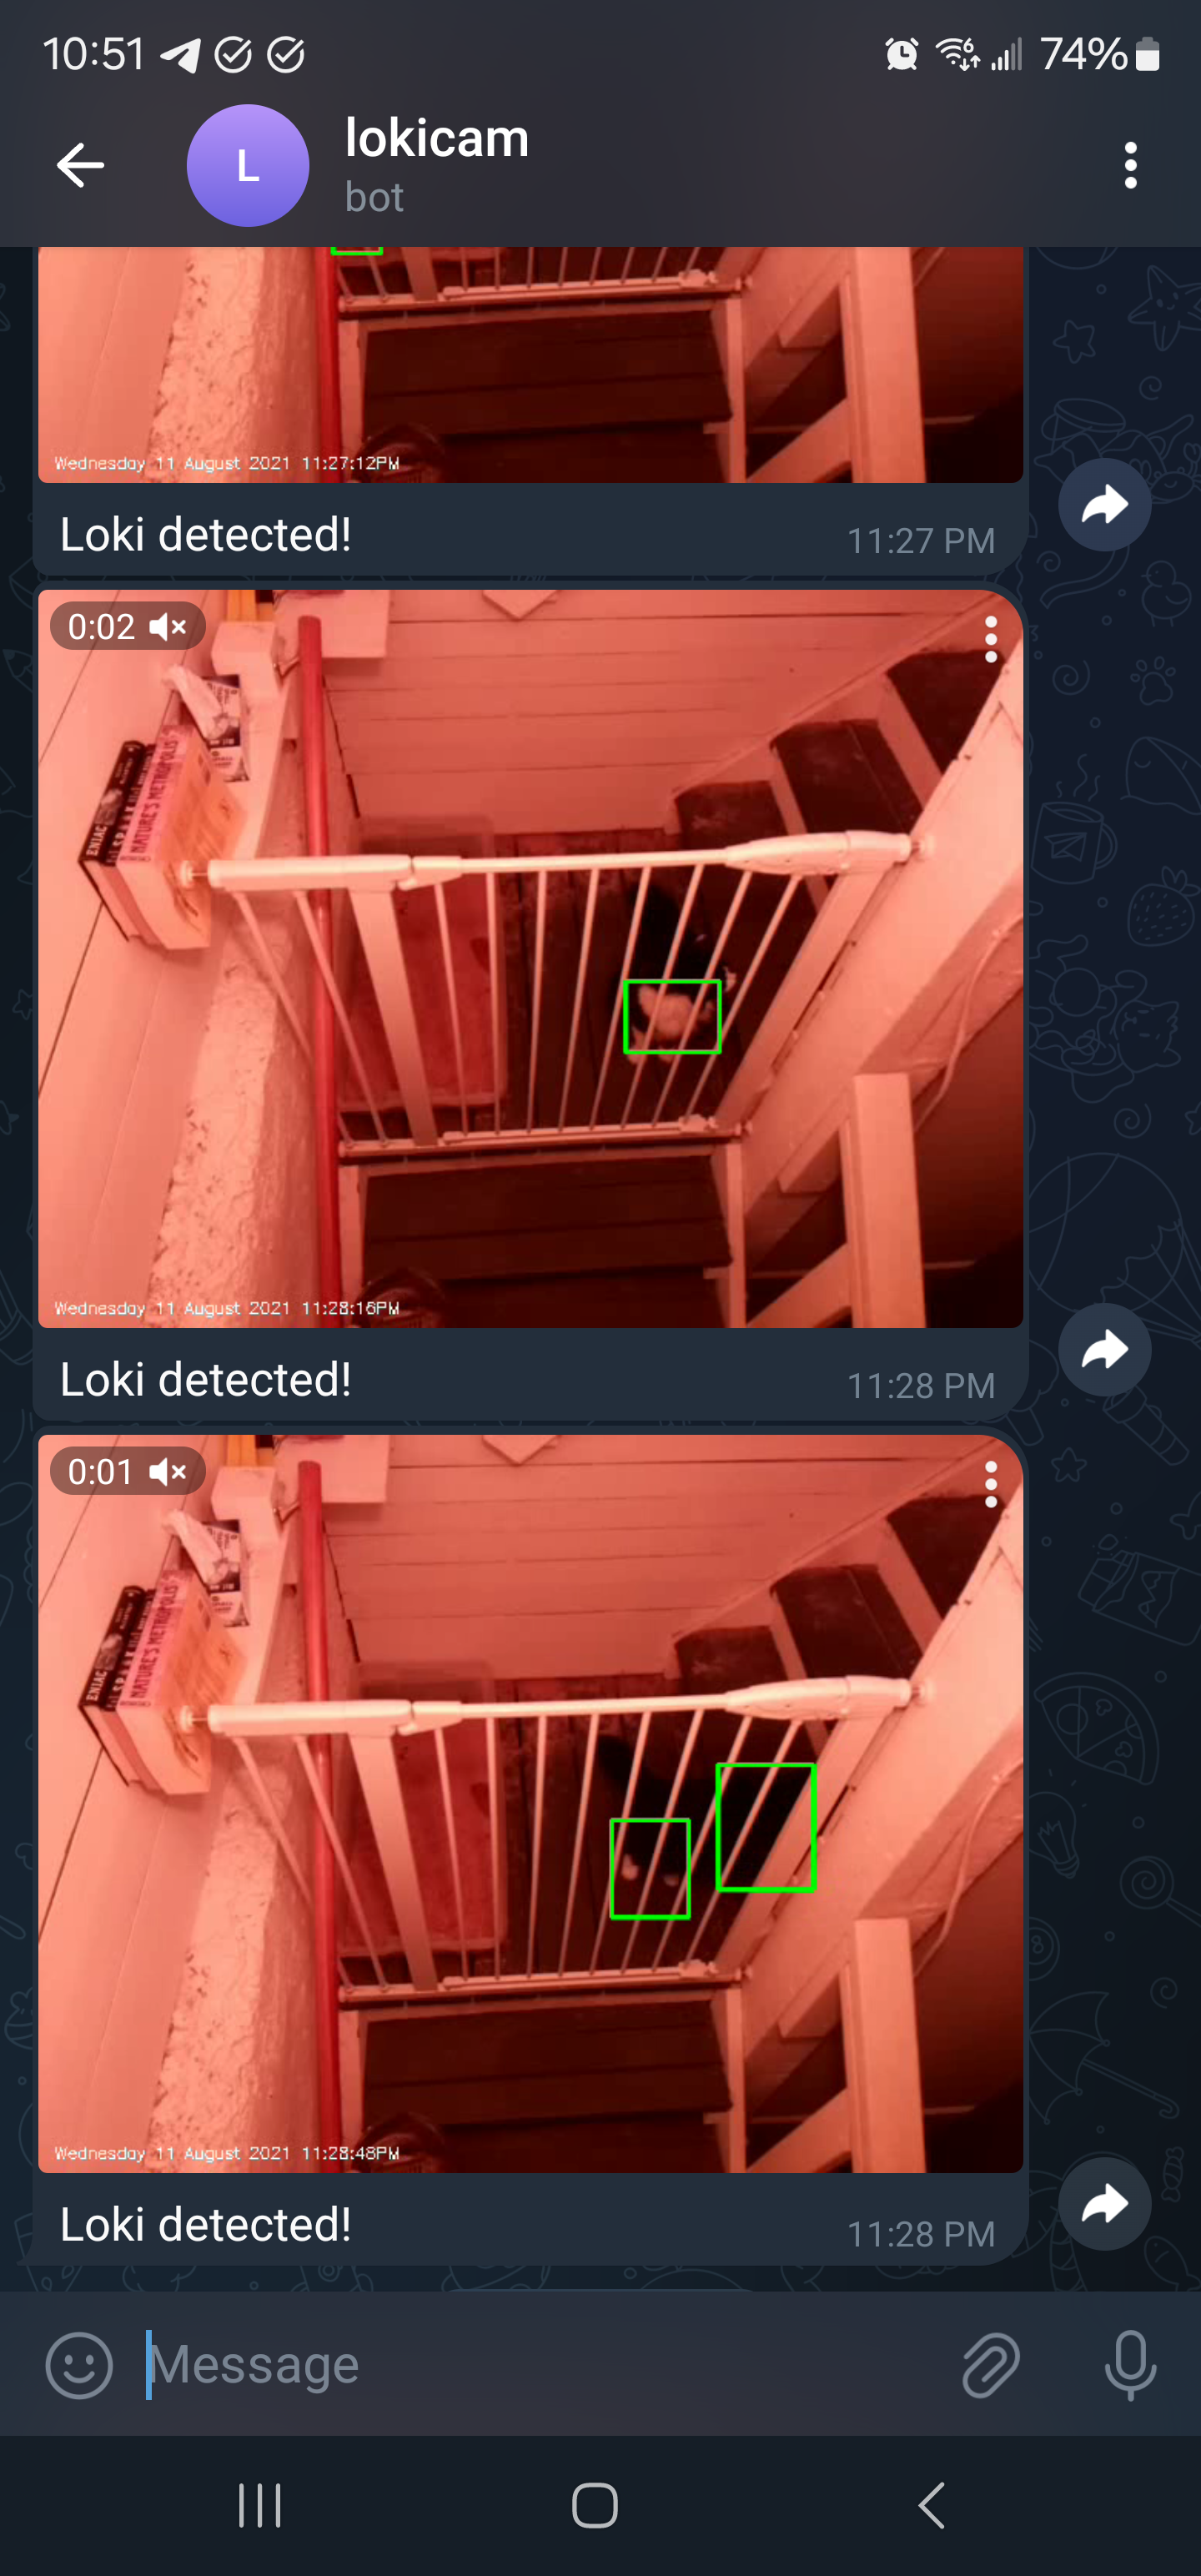 10:51
74%
L
lokicam
bot
Wednesday 11 August 2021 11:27:12PM
Loki detected!
11:27 PM
0:02
ENIAC
NATURE'S METROPOLIS
Wednesday 11 August 2021 11:28:16PM
Loki detected!
11:28 PM
0:01
ENIAC
NATURE'S METROPOLIS
Wednesday 11 August 2021 11:28:48PM
Loki detected!
11:28 PM
Message